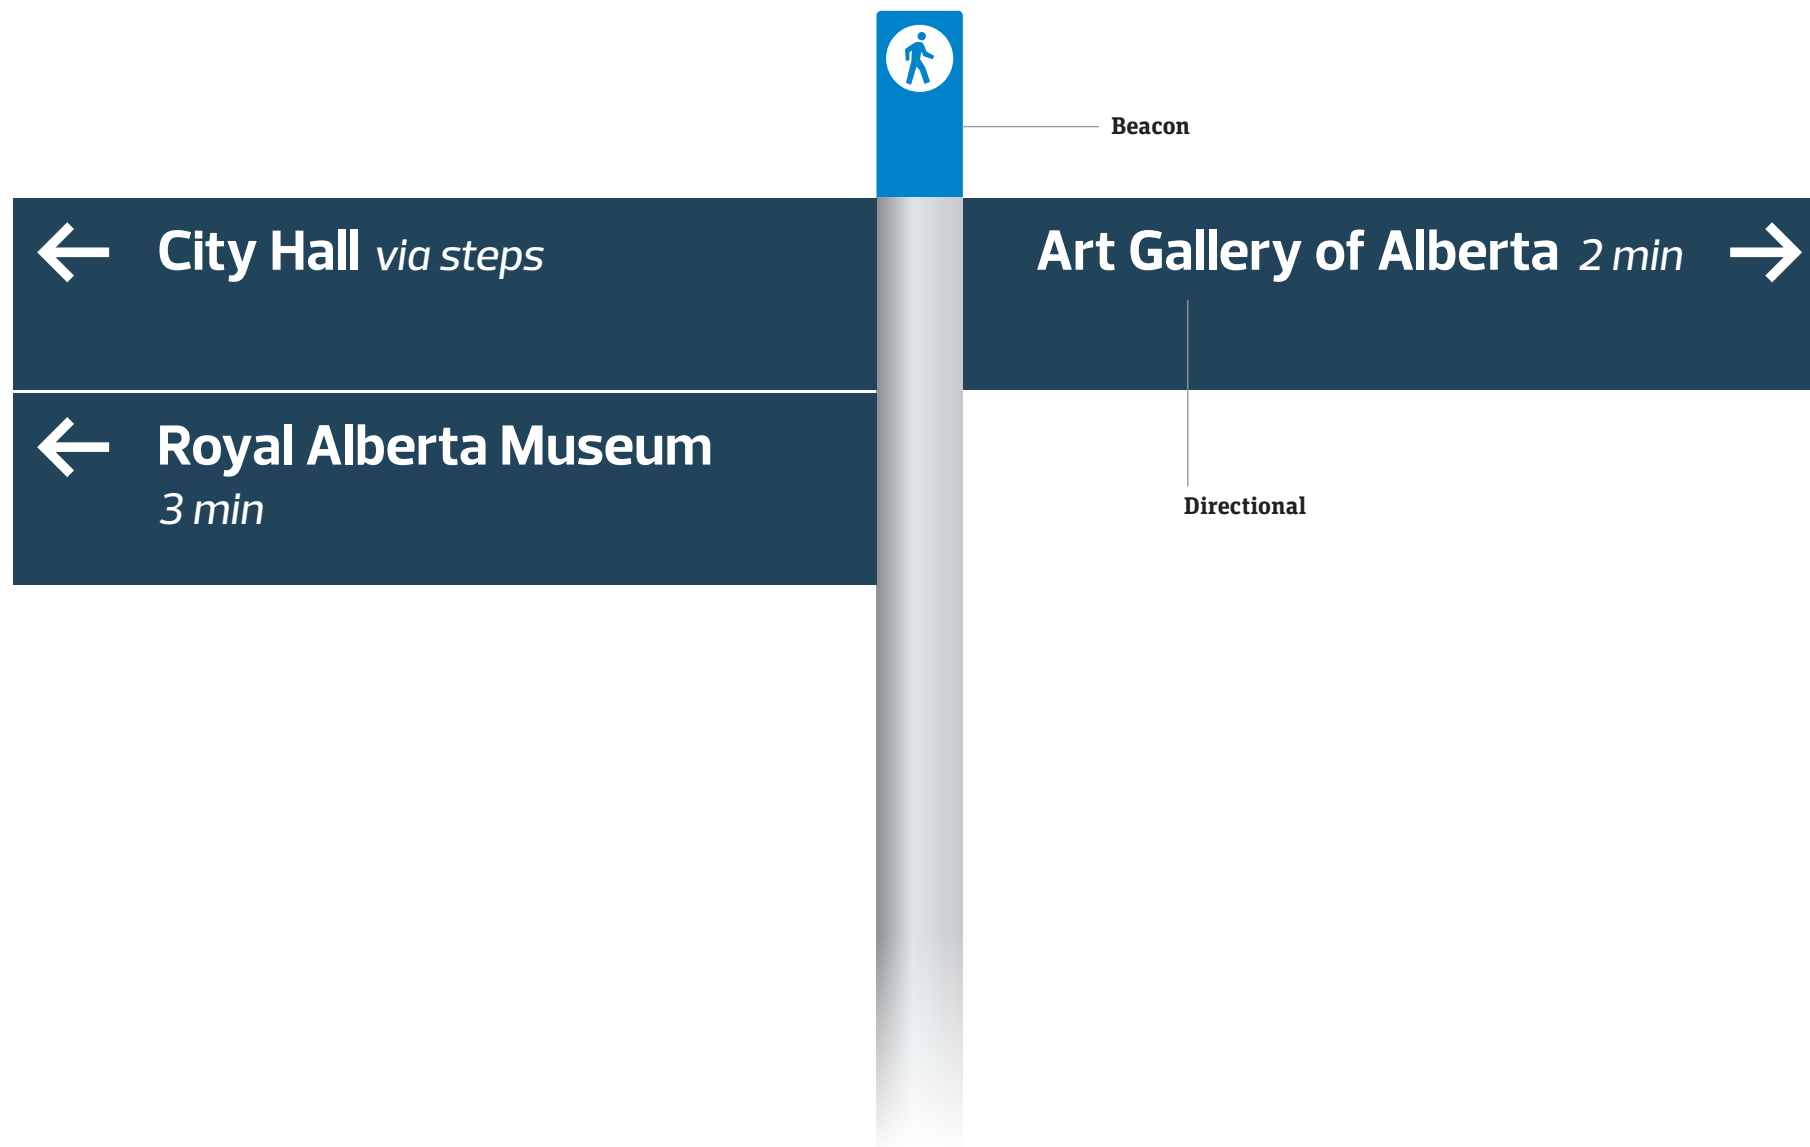 Beacon
City Hall via steps
Art Gallery of Alberta 2 min
Royal Alberta Museum
3 min
Directional